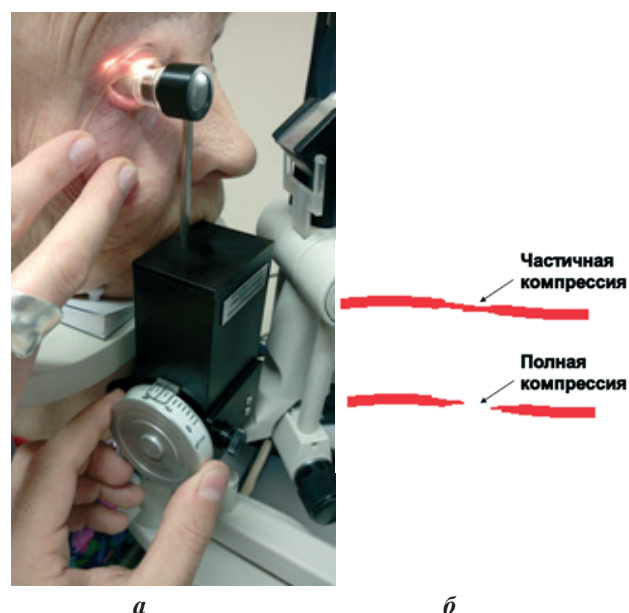 Частичная
компрессия
Полная
компрессия
а
б